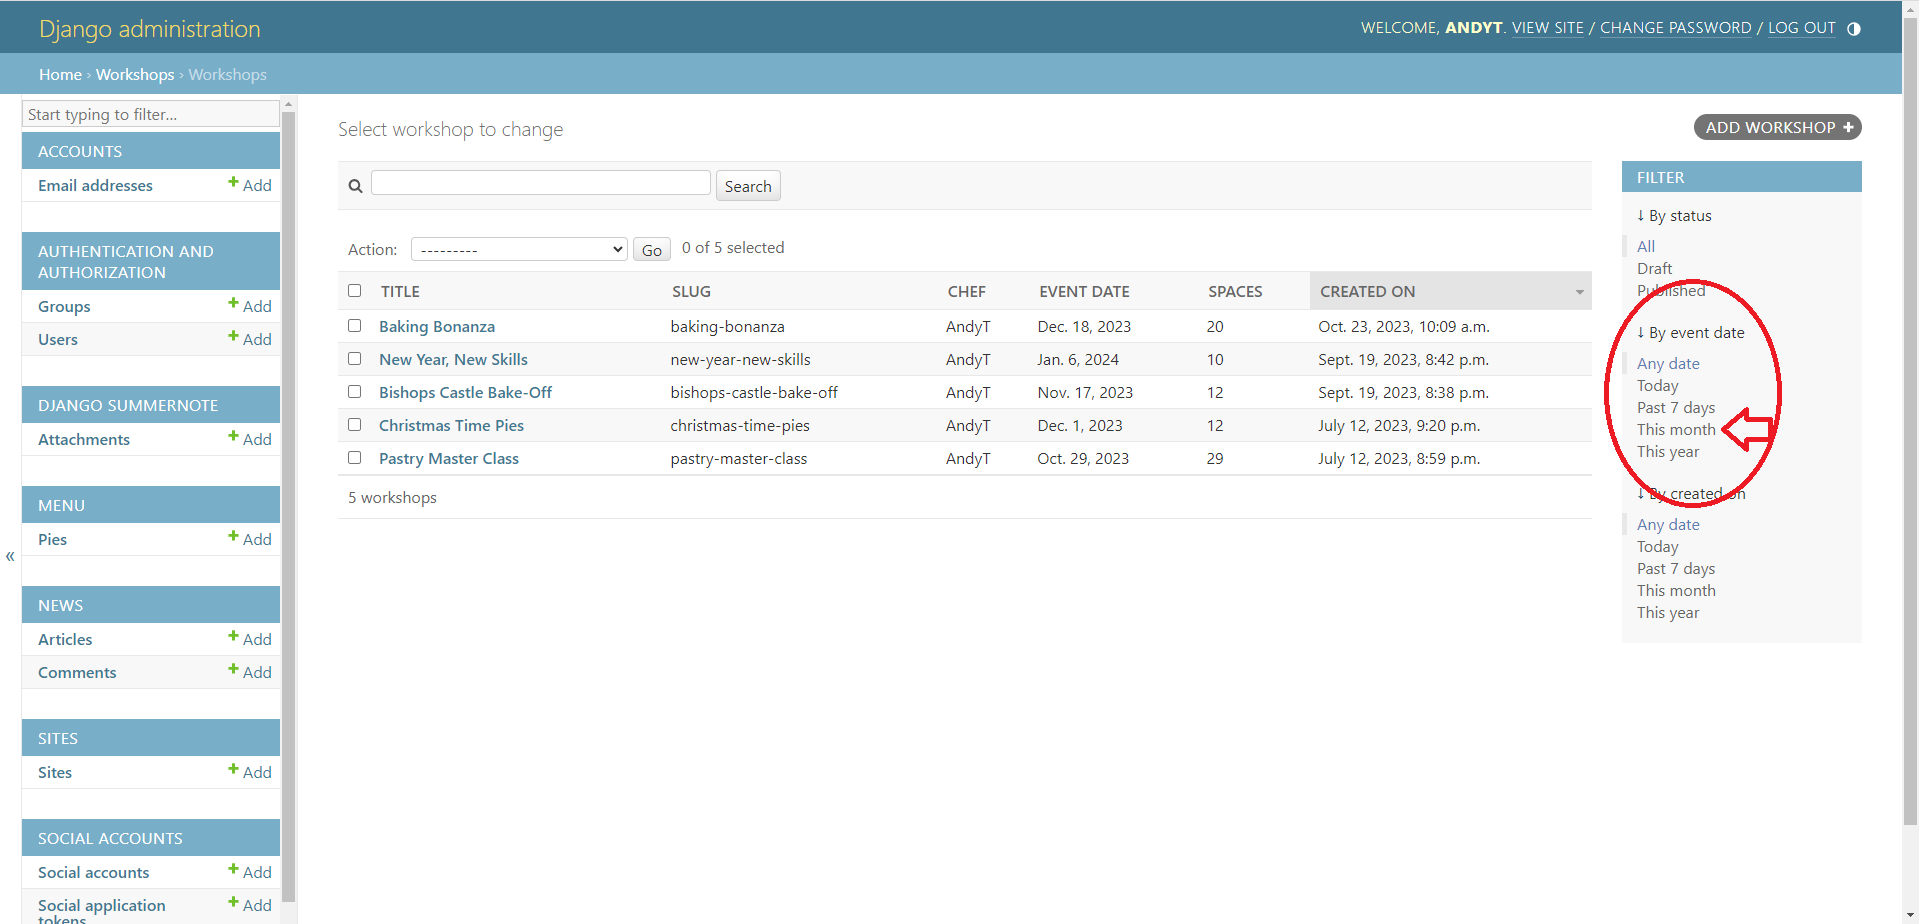 Django administration
WELCOME, ANDYT. VIEW SITE / CHANGE PASSWORD / LOG OUT
Home › Workshops › Workshops
Start typing to filter...
ACCOUNTS
Email addresses + Add
AUTHENTICATION AND
AUTHORIZATION
Groups + Add
Users + Add
DJANGO SUMMERNOTE
Attachments + Add
MENU
Pies + Add
«
NEWS
Articles + Add
Comments + Add
SITES
Sites + Add
SOCIAL ACCOUNTS
Social accounts + Add
Social application + Add
tokens
Select workshop to change
ADD WORKSHOP +
Search
Action: --------- Go 0 of 5 selected
TITLE SLUG CHEF EVENT DATE SPACES CREATED ON
Baking Bonanza baking-bonanza AndyT Dec. 18, 2023 20 Oct. 23, 2023, 10:09 a.m.
New Year, New Skills new-year-new-skills AndyT Jan. 6, 2024 10 Sept. 19, 2023, 8:42 p.m.
Bishops Castle Bake-Off bishops-castle-bake-off AndyT Nov. 17, 2023 12 Sept. 19, 2023, 8:38 p.m.
Christmas Time Pies christmas-time-pies AndyT Dec. 1, 2023 12 July 12, 2023, 9:20 p.m.
Pastry Master Class pastry-master-class AndyT Oct. 29, 2023 29 July 12, 2023, 8:59 p.m.
5 workshops
FILTER
↓ By status
All
Draft
Published
↓ By event date
Any date
Today
Past 7 days
This month
This year
↓ By created on
Any date
Today
Past 7 days
This month
This year